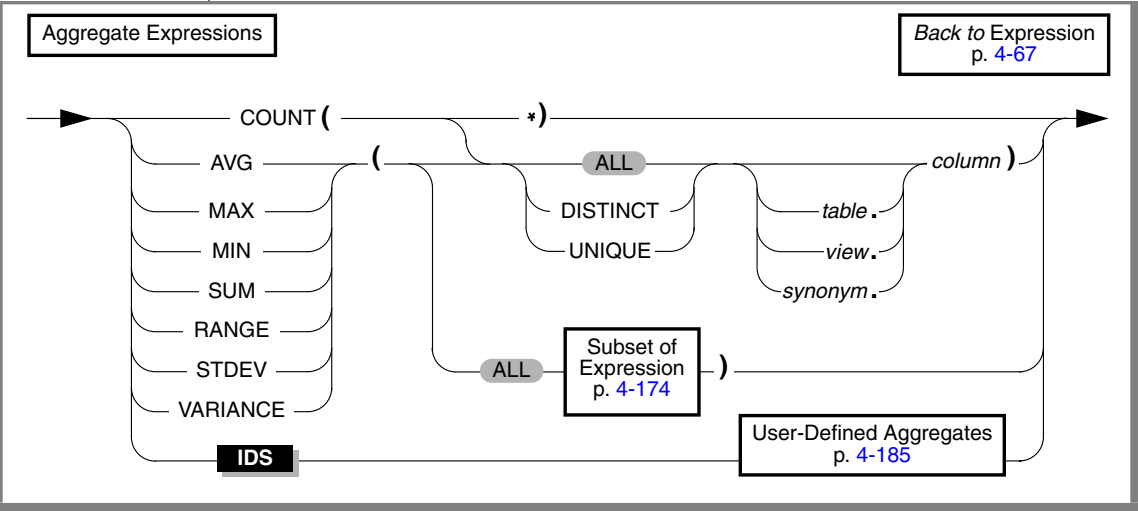 Aggregate Expressions
Back to Expression
p. 4-67
COUNT ( *)
AVG ( ALL column )
MAX DISTINCT table.
MIN UNIQUE view.
SUM synonym.
RANGE
STDEV ALL Subset of Expression p. 4-174 )
VARIANCE
IDS User-Defined Aggregates
p. 4-185